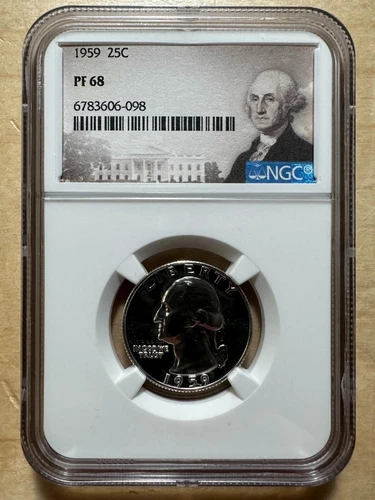 1959 25C
PF 68
6783606-098
NGC®
LIBERTY
IN GOD WE
TRUST
1959